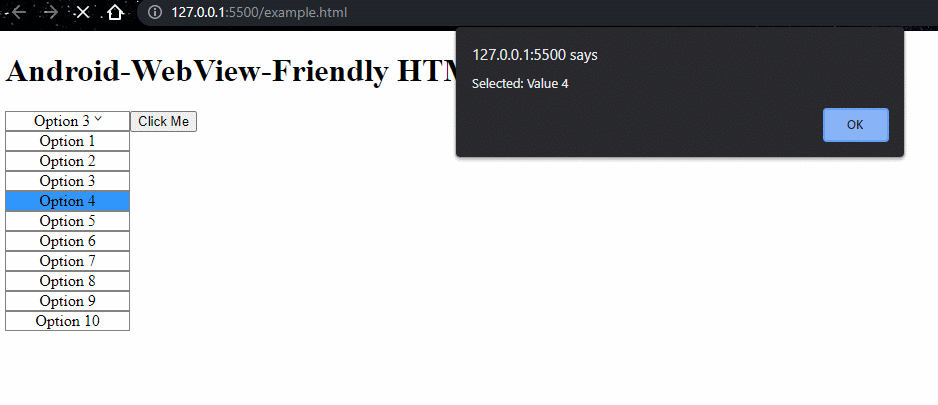 127.0.0.1:5500/example.html
127.0.0.1:5500 says
Selected: Value 4
OK
Android-WebView-Friendly
Option 3
Click Me
Option 1
Option 2
Option 3
Option 4
Option 5
Option 6
Option 7
Option 8
Option 9
Option 10